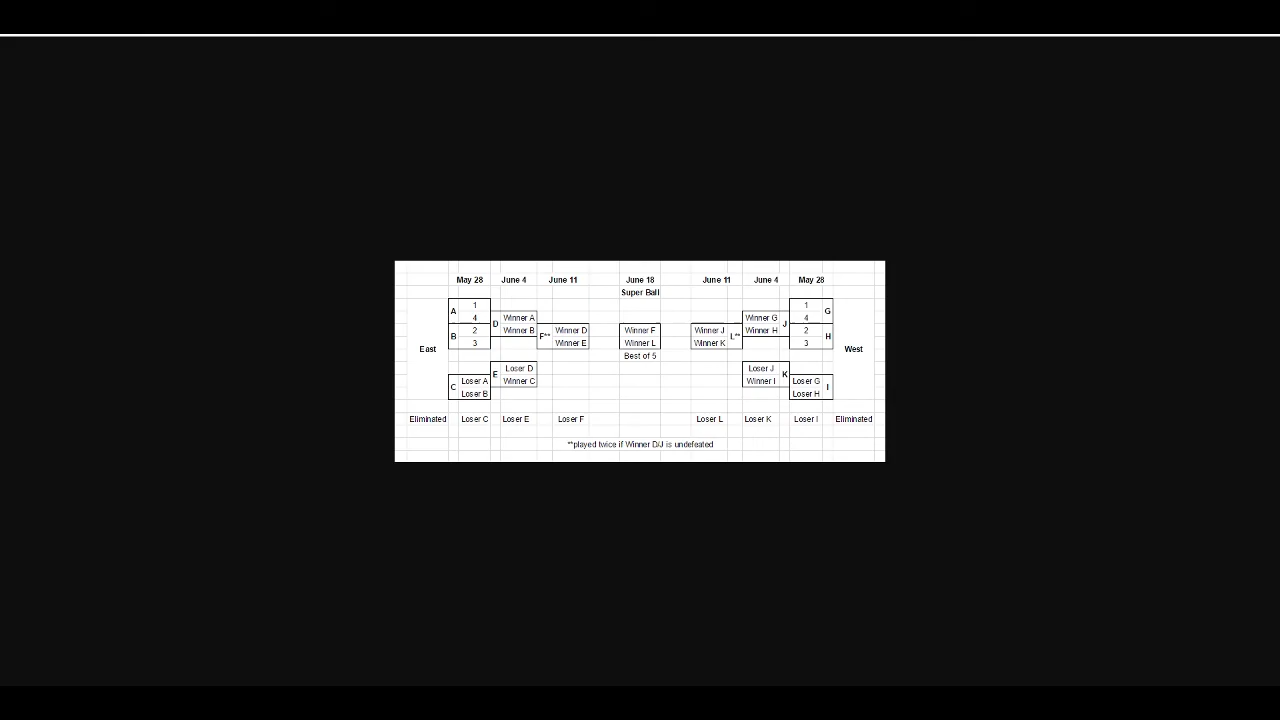 May 28 June 4 June 11 June 18 June 11 June 4 May 28
Super Ball
A 1 1 G
4 Winner A Winner G 4
D J
B 2 Winner B Winner D Winner F Winner J Winner H 2 H
F** L**
3 Winner E Winner L Winner K 3
East Best of 5 West
Loser D Loser J
E K
C Loser A Winner C Winner I Loser G I
Loser B Loser H
Eliminated Loser C Loser E Loser F Loser L Loser K Loser I Eliminated
**played twice if Winner D/J is undefeated